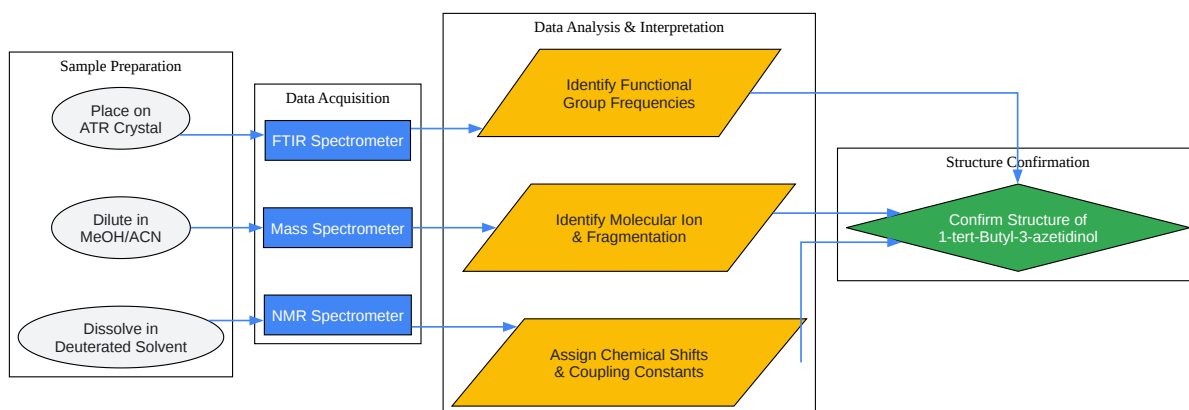 Sample Preparation
Place on
ATR Crystal
Dilute in
MeOH/ACN
Dissolve in
Deuterated Solvent
Data Acquisition
FTIR Spectrometer
Mass Spectrometer
NMR Spectrometer
Data Analysis & Interpretation
Identify Functional
Group Frequencies
Identify Molecular Ion
& Fragmentation
Assign Chemical Shifts
& Coupling Constants
Structure Confirmation
Confirm Structure of
1-tert-Butyl-3-azetidinol